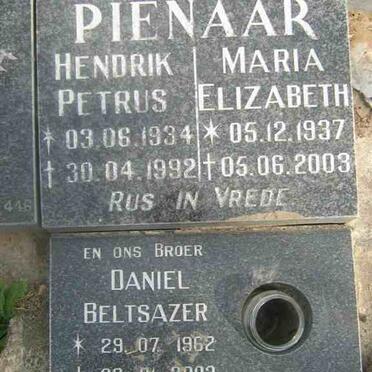 PIENAAR
HENDRIK MARIA
PETRUS ELIZABETH
* 03.06.1934 * 05.12.1937
† 30.04.1992 † 05.06.2003
RUS IN VREDE
446
EN ONS BROER
DANIEL
BELTSAZER
* 29.07.1962